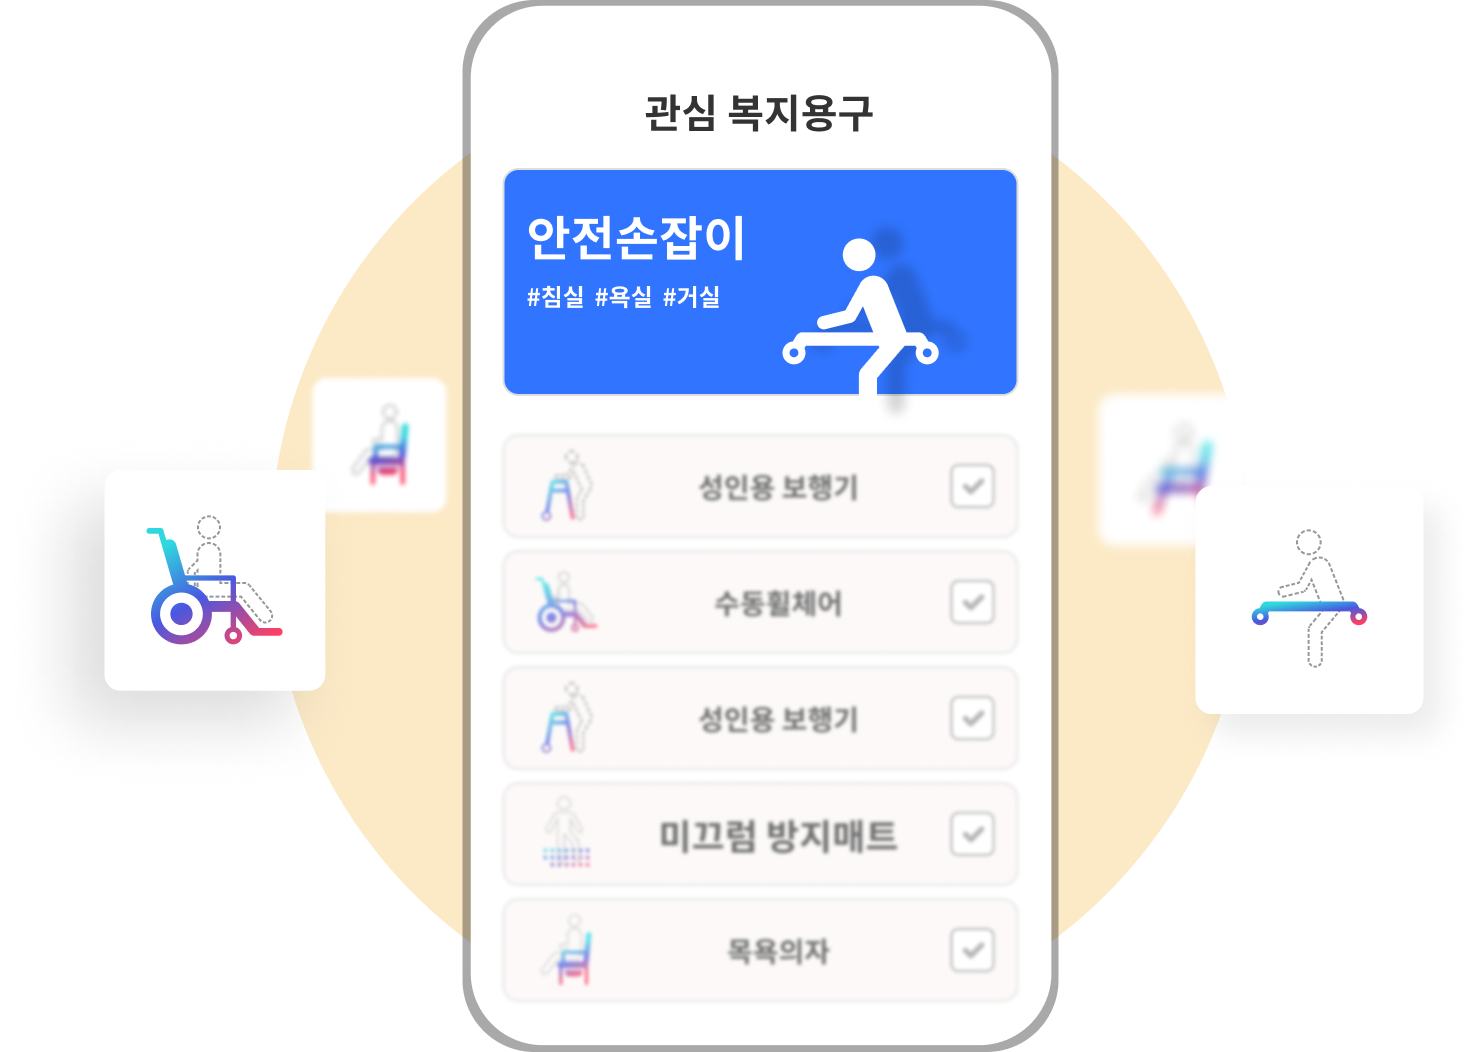 관심 복지용구
안전손잡이
#침실 #욕실 #거실
성인용 보행기
수동휠체어
성인용 보행기
미끄럼 방지매트
목욕의자